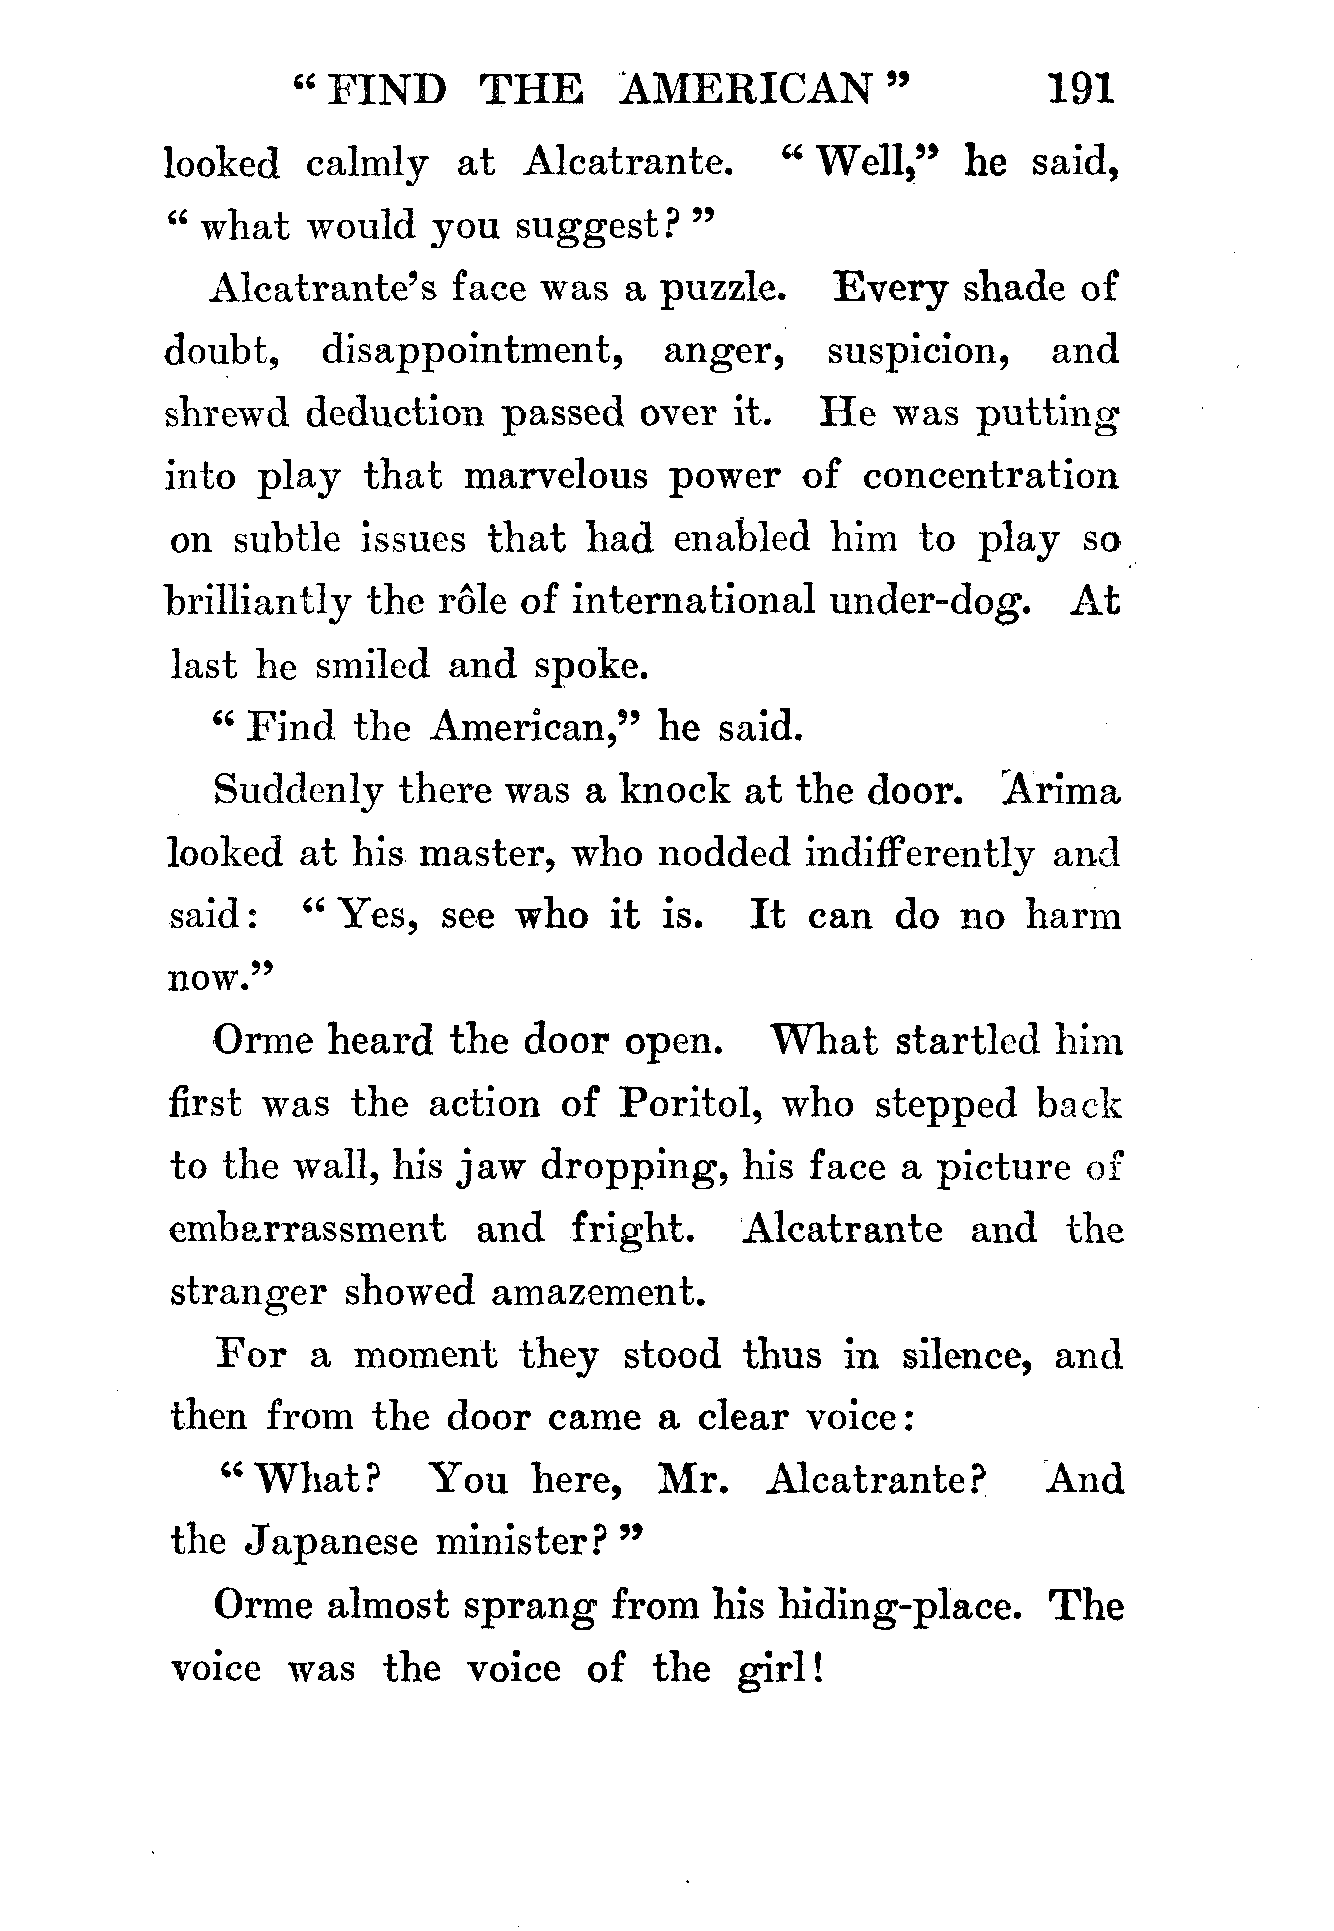 “ FIND THE AMERICAN ” 191
looked calmly at Alcatrante. “ Well,” he said,
“ what would you suggest? ”
Alcatrante’s face was a puzzle. Every shade of
doubt, disappointment, anger, suspicion, and
shrewd deduction passed over it. He was putting
into play that marvelous power of concentration
on subtle issues that had enabled him to play so
brilliantly the rôle of international under-dog. At
last he smiled and spoke.
“ Find the American,” he said.
Suddenly there was a knock at the door. Arima
looked at his master, who nodded indifferently and
said: “ Yes, see who it is. It can do no harm
now.”
Orme heard the door open. What startled him
first was the action of Poritol, who stepped back
to the wall, his jaw dropping, his face a picture of
embarrassment and fright. Alcatrante and the
stranger showed amazement.
For a moment they stood thus in silence, and
then from the door came a clear voice:
“ What? You here, Mr. Alcatrante? And
the Japanese minister? ”
Orme almost sprang from his hiding-place. The
voice was the voice of the girl!